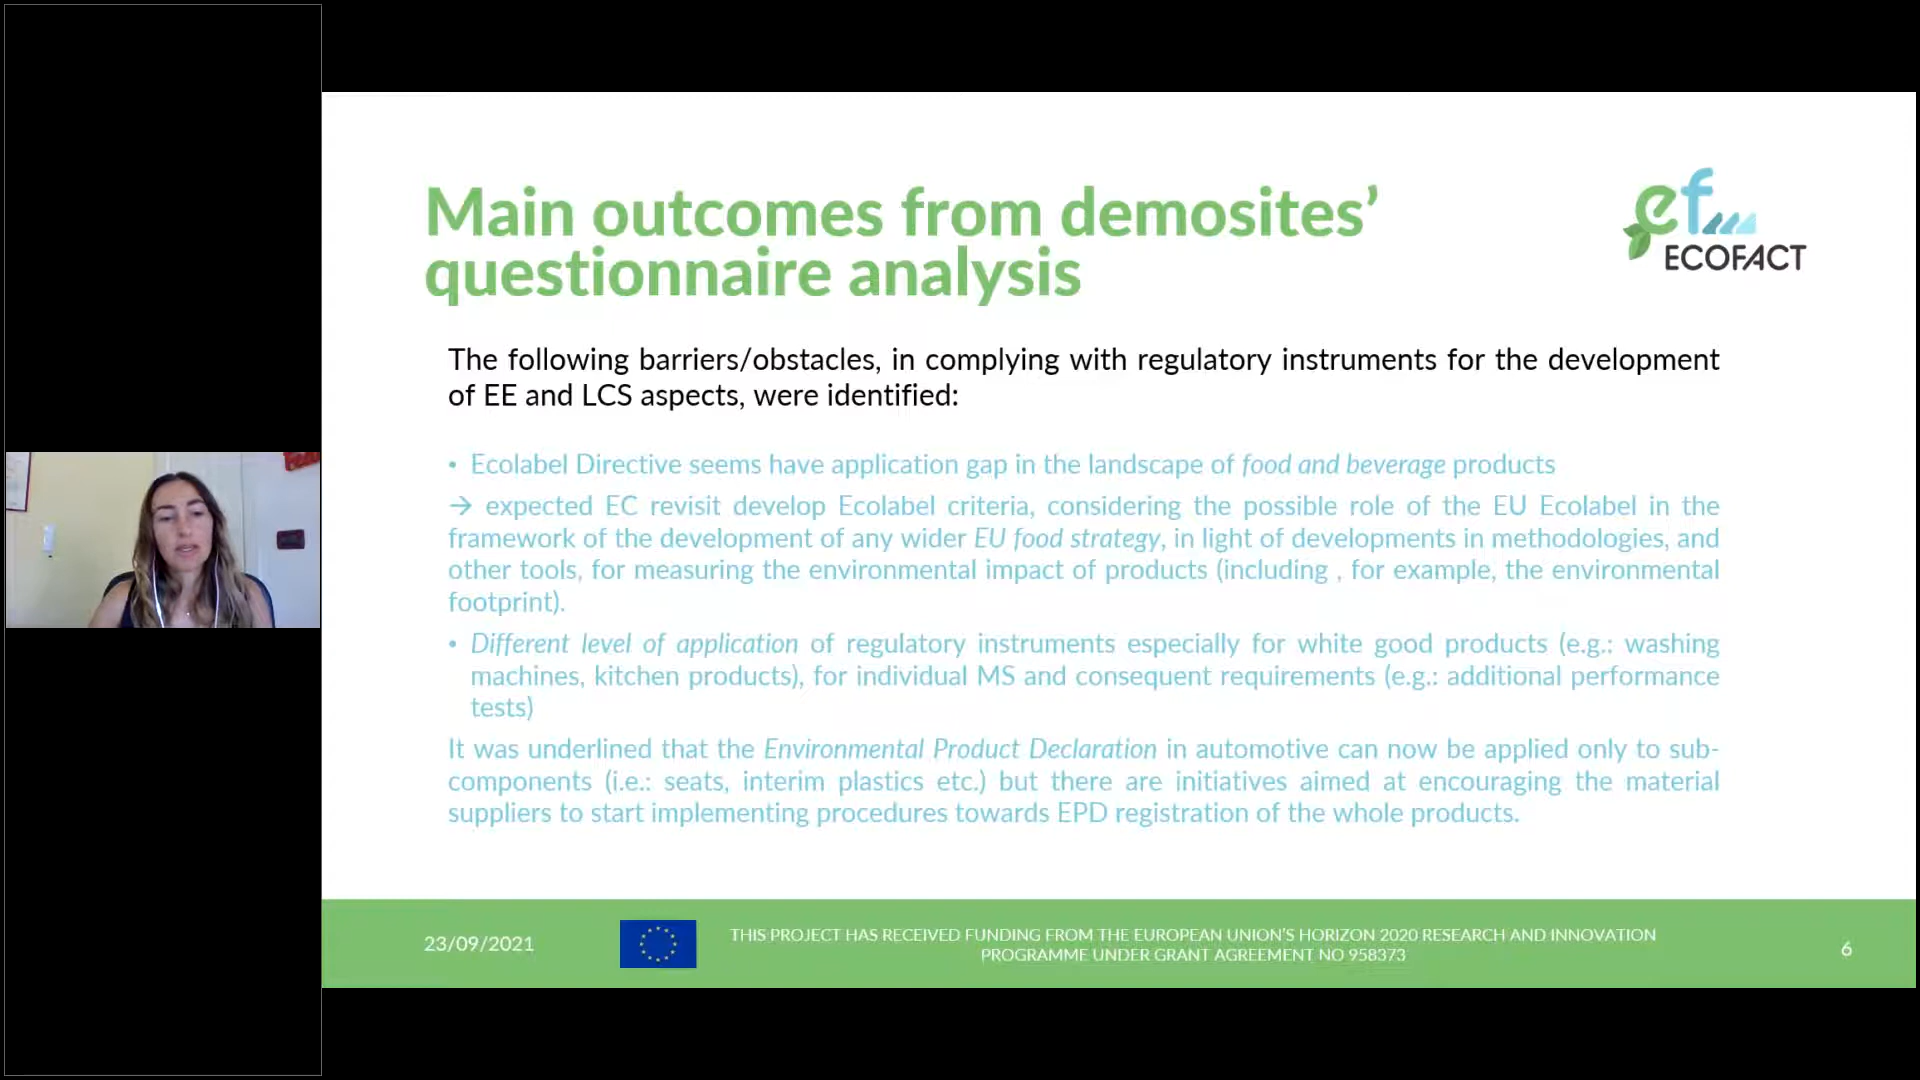 Main outcomes from demosites’
questionnaire analysis
ef
ECOFACT
The following barriers/obstacles, in complying with regulatory instruments for the development
of EE and LCS aspects, were identified:
• Ecolabel Directive seems have application gap in the landscape of food and beverage products
→ expected EC revisit develop Ecolabel criteria, considering the possible role of the EU Ecolabel in the
framework of the development of any wider EU food strategy, in light of developments in methodologies, and
other tools, for measuring the environmental impact of products (including , for example, the environmental
footprint).
• Different level of application of regulatory instruments especially for white good products (e.g.: washing
machines, kitchen products), for individual MS and consequent requirements (e.g.: additional performance
tests)
It was underlined that the Environmental Product Declaration in automotive can now be applied only to sub-
components (i.e.: seats, interim plastics etc.) but there are initiatives aimed at encouraging the material
suppliers to start implementing procedures towards EPD registration of the whole products.
23/09/2021
THIS PROJECT HAS RECEIVED FUNDING FROM THE EUROPEAN UNION’S HORIZON 2020 RESEARCH AND INNOVATION
PROGRAMME UNDER GRANT AGREEMENT NO 958373
6